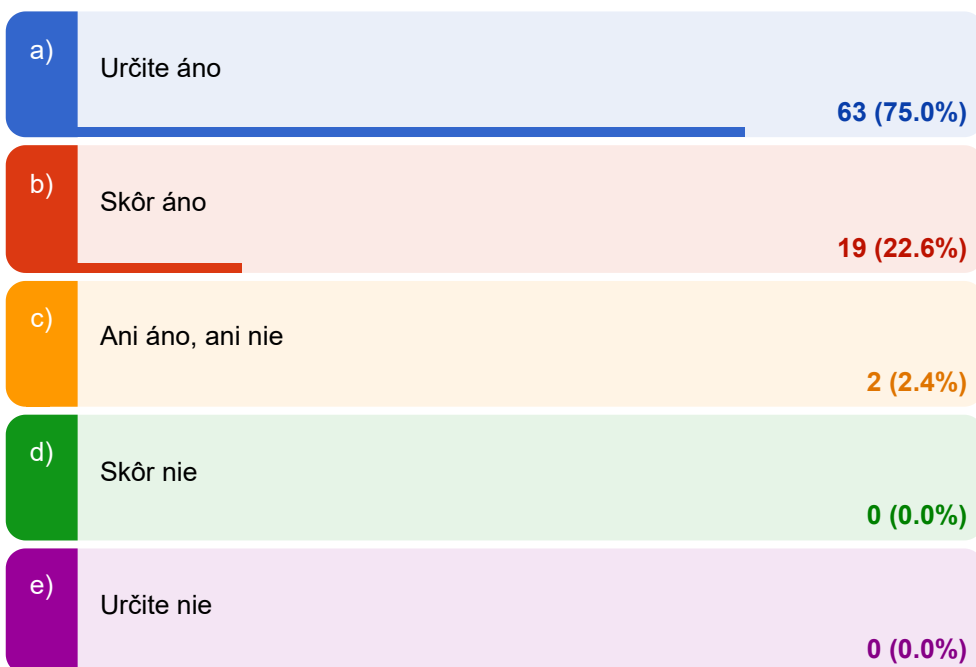 a)
Určite áno
63 (75.0%)
b)
Skôr áno
19 (22.6%)
c)
Ani áno, ani nie
2 (2.4%)
d)
Skôr nie
0 (0.0%)
e)
Určite nie
0 (0.0%)